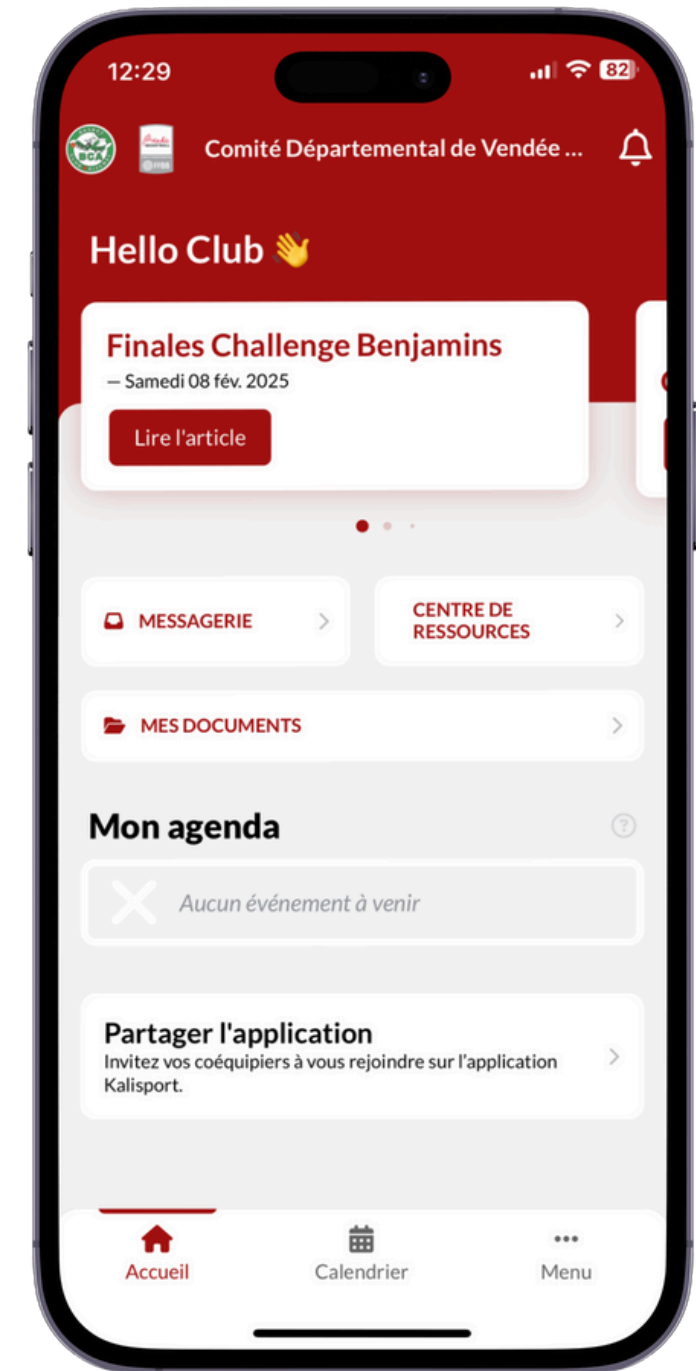 12:29
82
BCA
Comité Départemental de Vendée ...
Hello Club 👋
Finales Challenge Benjamins
— Samedi 08 fév. 2025
Lire l'article
MESSAGERIE
CENTRE DE
RESSOURCES
MES DOCUMENTS
Mon agenda
?
Aucun événement à venir
Partager l'application
Invitez vos coéquipiers à vous rejoindre sur l'application
Kalisport.
Accueil
Calendrier
Menu